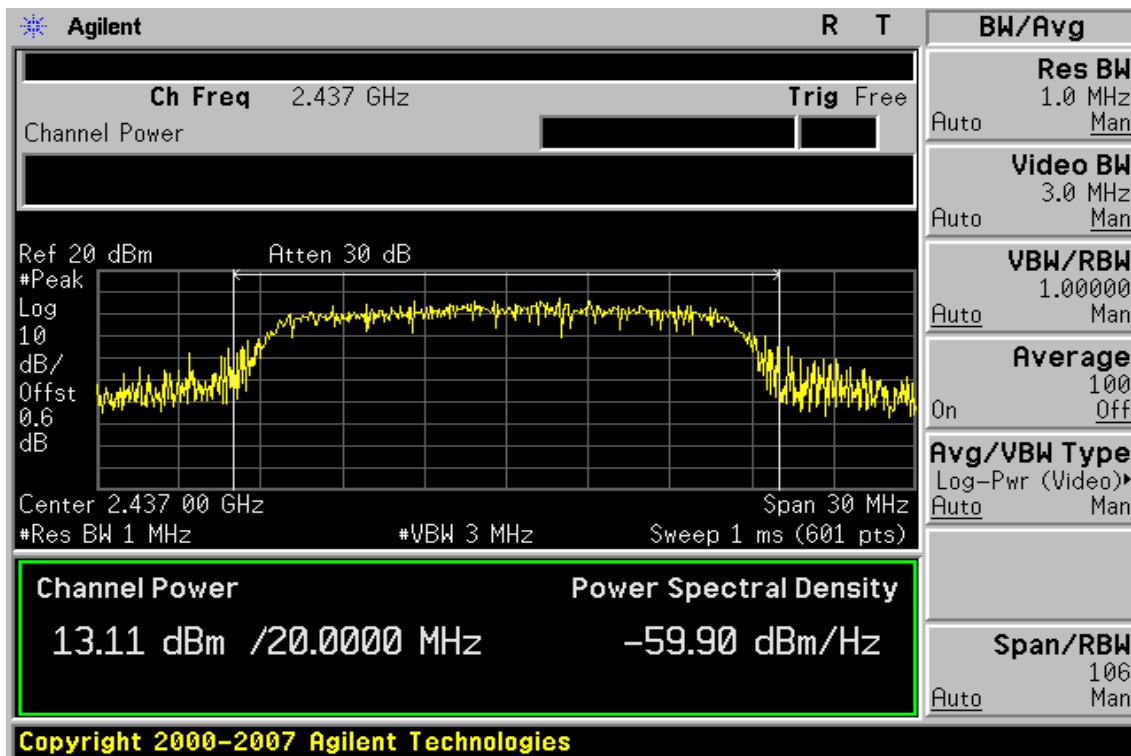 Agilent R T
Ch Freq 2.437 GHz Trig Free
Channel Power
Ref 20 dBm Atten 30 dB
#Peak
Log
10
dB/
Offst
0.6
dB
Center 2.437 00 GHz Span 30 MHz
#Res BW 1 MHz #VBW 3 MHz Sweep 1 ms (601 pts)
Channel Power Power Spectral Density
13.11 dBm /20.0000 MHz -59.90 dBm/Hz
Copyright 2000-2007 Agilent Technologies
BW/Avg
Res BW
1.0 MHz
Auto Man
Video BW
3.0 MHz
Auto Man
VBW/RBW
1.00000
Auto Man
Average
100
On Off
Avg/VBW Type
Log-Pwr (Video)
Auto Man
Span/RBW
106
Auto Man